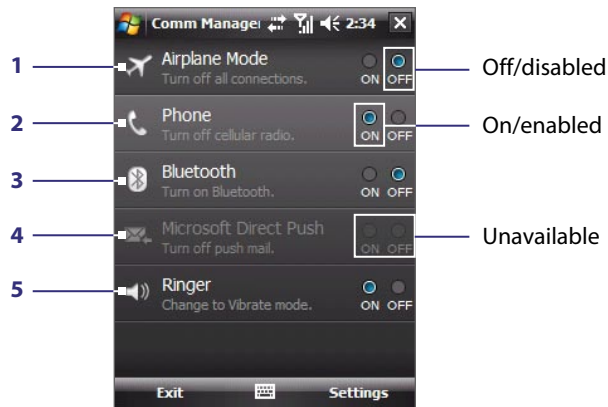 Comm Manager 2:34
1 Airplane Mode
Turn off all connections.
ON OFF
Off/disabled
2 Phone
Turn off cellular radio.
ON OFF
On/enabled
3 Bluetooth
Turn on Bluetooth.
ON OFF
4 Microsoft Direct Push
Turn off push mail.
ON OFF
Unavailable
5 Ringer
Change to Vibrate mode.
ON OFF
Exit Settings